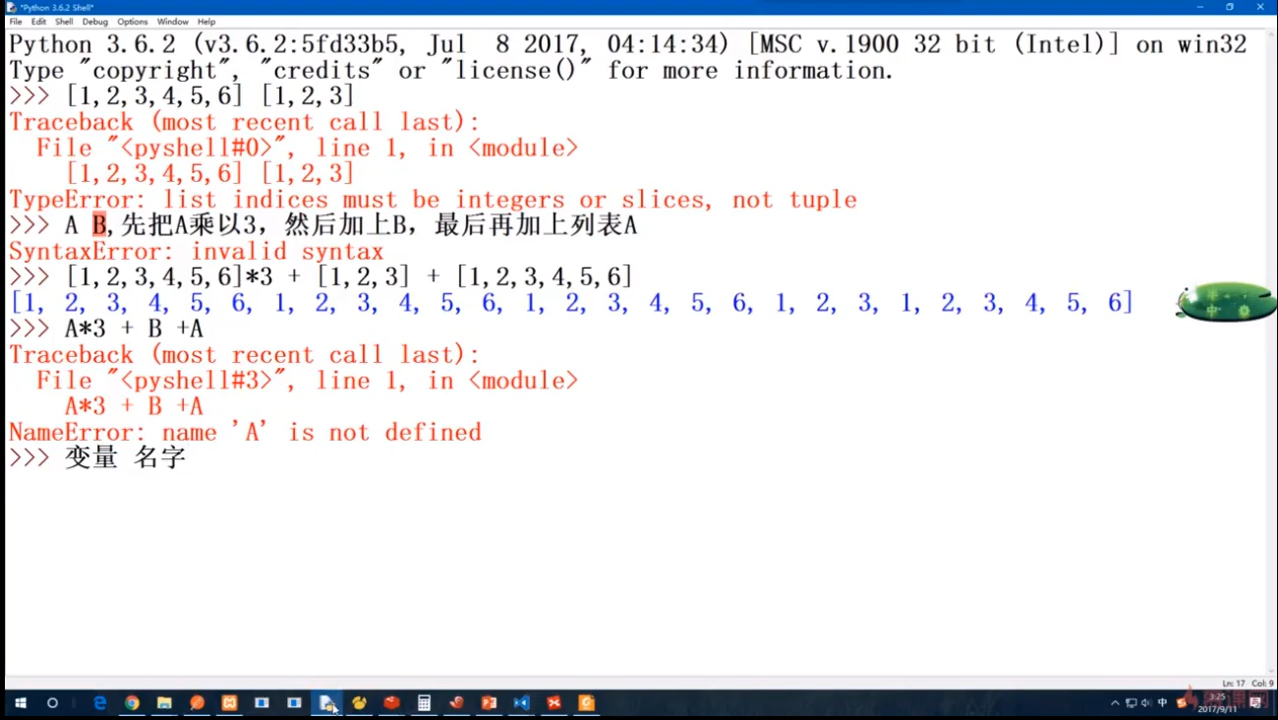 *Python 3.6.2 Shell*
File Edit Shell Debug Options Window Help
Python 3.6.2 (v3.6.2:5fd33b5, Jul  8 2017, 04:14:34) [MSC v.1900 32 bit (Intel)] on win32
Type "copyright", "credits" or "license()" for more information.
>>> [1,2,3,4,5,6] [1,2,3]
Traceback (most recent call last):
  File "<pyshell#0>", line 1, in <module>
    [1,2,3,4,5,6] [1,2,3]
TypeError: list indices must be integers or slices, not tuple
>>> A B,先把A乘以3，然后加上B，最后再加上列表A
SyntaxError: invalid syntax
>>> [1,2,3,4,5,6]*3 + [1,2,3] + [1,2,3,4,5,6]
[1, 2, 3, 4, 5, 6, 1, 2, 3, 4, 5, 6, 1, 2, 3, 4, 5, 6, 1, 2, 3, 1, 2, 3, 4, 5, 6]
>>> A*3 + B +A
Traceback (most recent call last):
  File "<pyshell#3>", line 1, in <module>
    A*3 + B +A
NameError: name 'A' is not defined
>>> 变量 名字
中
Ln: 17 Col: 9
中
3:25
2017/9/11